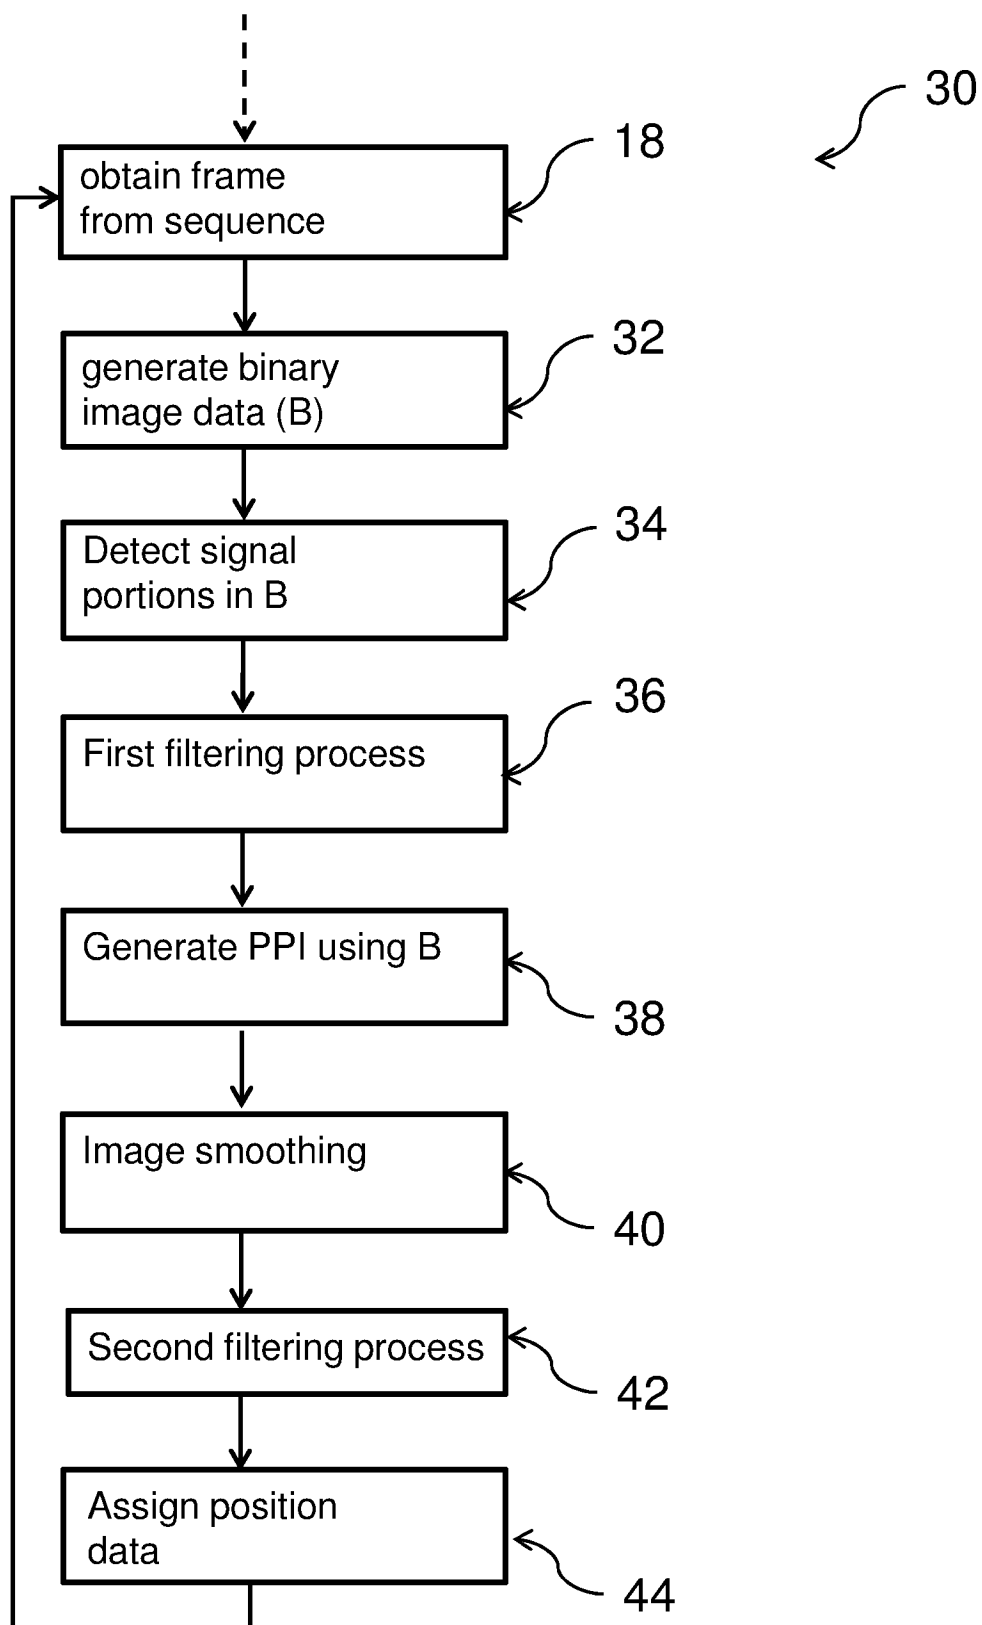 30
18
obtain frame
from sequence
32
generate binary
image data (B)
34
Detect signal
portions in B
36
First filtering process
Generate PPI using B
38
Image smoothing
40
Second filtering process
42
Assign position
data
44